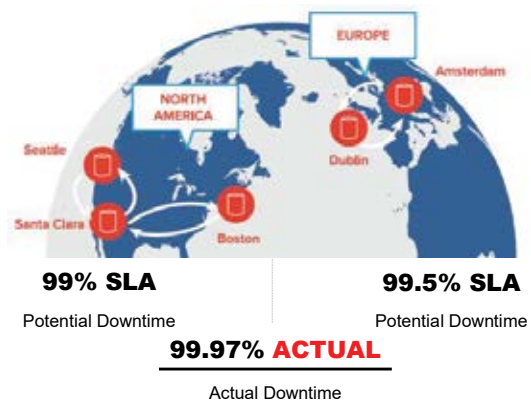 EUROPE
Amsterdam
NORTH
AMERICA
Seattle
Dublin
Santa Clara
Boston
99% SLA
99.5% SLA
Potential Downtime
Potential Downtime
99.97% ACTUAL
Actual Downtime